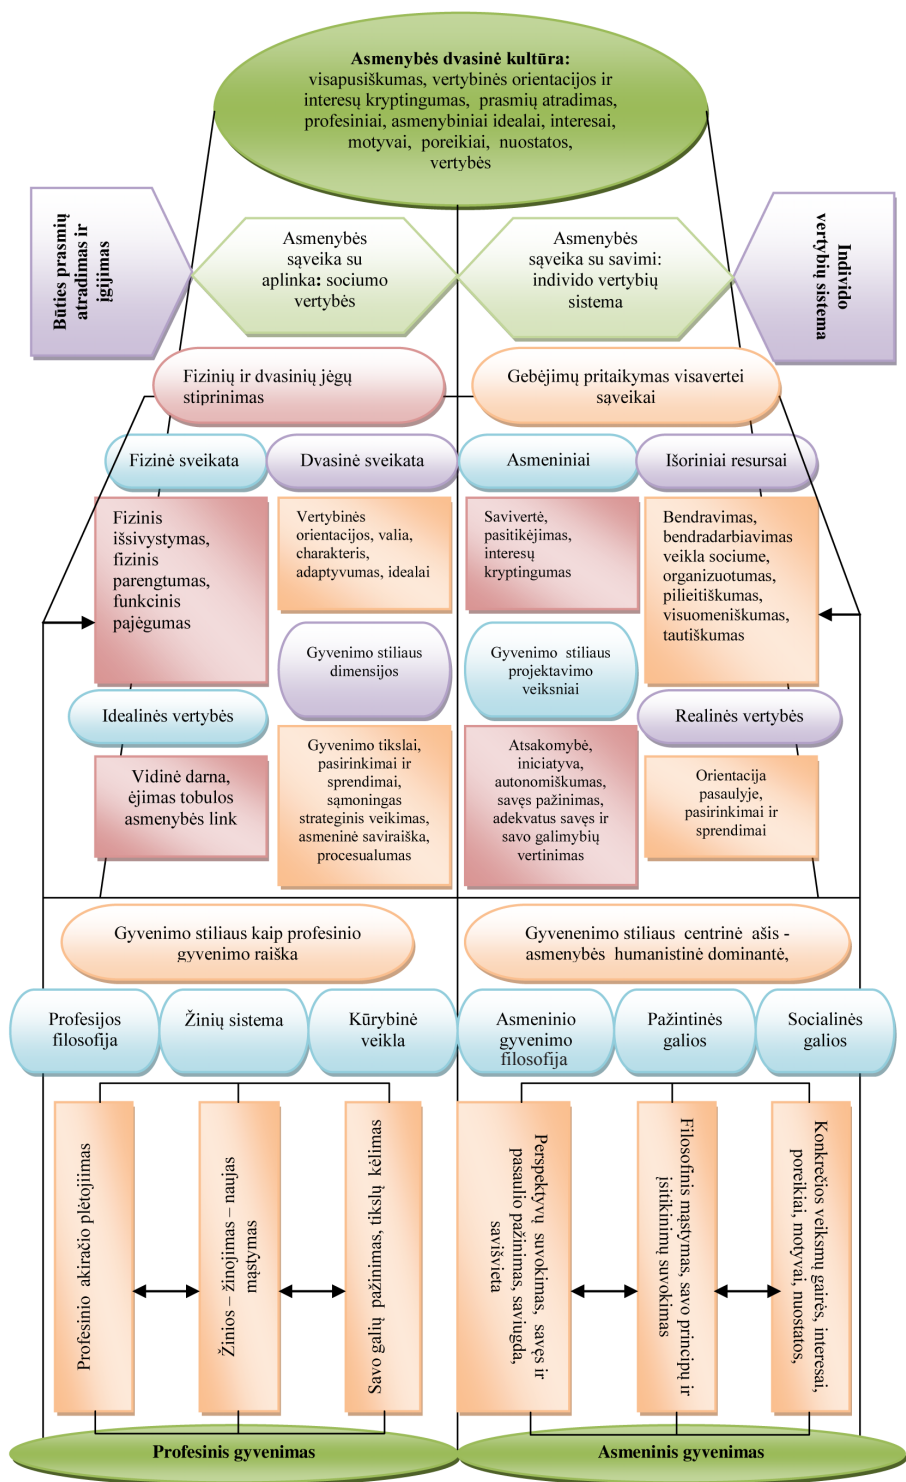 Asmenybės dvasinė kultūra:
visapusiškumas, vertybinės orientacijos ir
interesų kryptingumas, prasmių atradimas,
profesiniai, asmenybiniai idealai, interesai,
motyvai, poreikiai, nuostatos,
vertybės
Būties prasmių
atradimas ir
įgijimas
Asmenybės
sąveika su
aplinka: sociumo
vertybės
Asmenybės
sąveika su savimi:
individo vertybių
sistema
Individo
vertybių sistema
Fizinių ir dvasinių jėgų
stiprinimas
Gebėjimų pritaikymas visavertei
sąveikai
Fizinė sveikata
Dvasinė sveikata
Asmeniniai
Išoriniai resursai
Fizinis
išsivystymas,
fizinis
parengtumas,
funkcinis
pajėgumas
Vertybinės
orientacijos, valia,
charakteris,
adaptyvumas, idealai
Savivertė,
pasitikėjimas,
interesų
kryptingumas
Bendravimas,
bendradarbiavimas
veikla sociume,
organizuotumas,
pilieitiškumas,
visuomeniškumas,
tautiškumas
Gyvenimo stiliaus
dimensijos
Gyvenimo stiliaus
projektavimo
veiksniai
Idealinės vertybės
Realinės vertybės
Vidinė darna,
ėjimas tobulos
asmenybės link
Gyvenimo tikslai,
pasirinkimai ir
sprendimai,
sąmoningas
strateginis veikimas,
asmeninė saviraiška,
procesualumas
Atsakomybė,
iniciatyva,
autonomiškumas,
savęs pažinimas,
adekvatus savęs ir
savo galimybių
vertinimas
Orientacija
pasaulyje,
pasirinkimai ir
sprendimai
Gyvenimo stiliaus kaip profesinio
gyvenimo raiška
Gyvenenimo stiliaus centrinė ašis -
asmenybės humanistinė dominantė,
Profesijos
filosofija
Žinių sistema
Kūrybinė
veikla
Asmeninio
gyvenimo
filosofija
Pažintinės
galios
Socialinės
galios
Profesinio akiračio plėtojiimas
Žinios – žinojimas – naujas
mąstymas
Savo galių pažinimas, tikslų kėlimas
Perspektyvų suvokimas, savęs ir
pasaulio pažinimas, saviugda,
savišvieta
Filosofinis mąstymas, savo principų ir
įsitikinimų suvokimas
Konkrečios veiksmų gairės, interesai,
poreikiai, motyvai, nuostatos,
Profesinis gyvenimas
Asmeninis gyvenimas